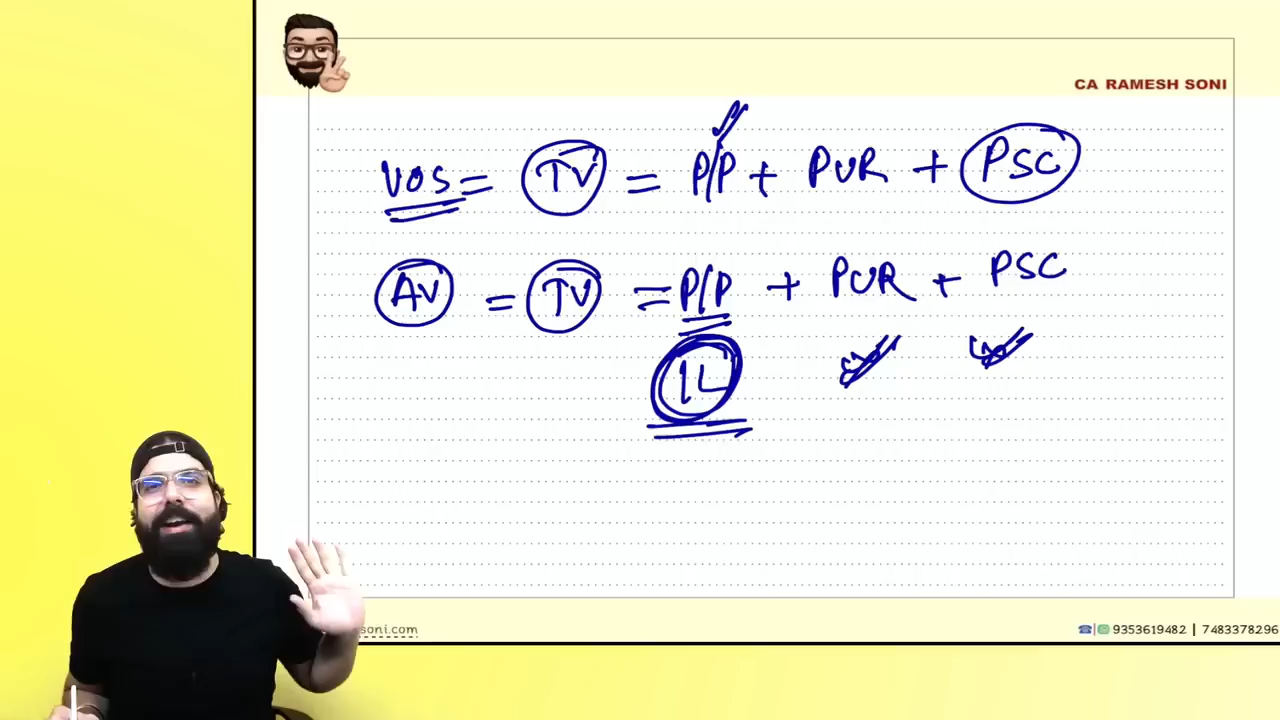 CA RAMESH SONI
VOS = TV = P/P + PUR + PSC
AV = TV = P/P + PUR + PSC
1L
soni.com
9353619482 | 7483378296